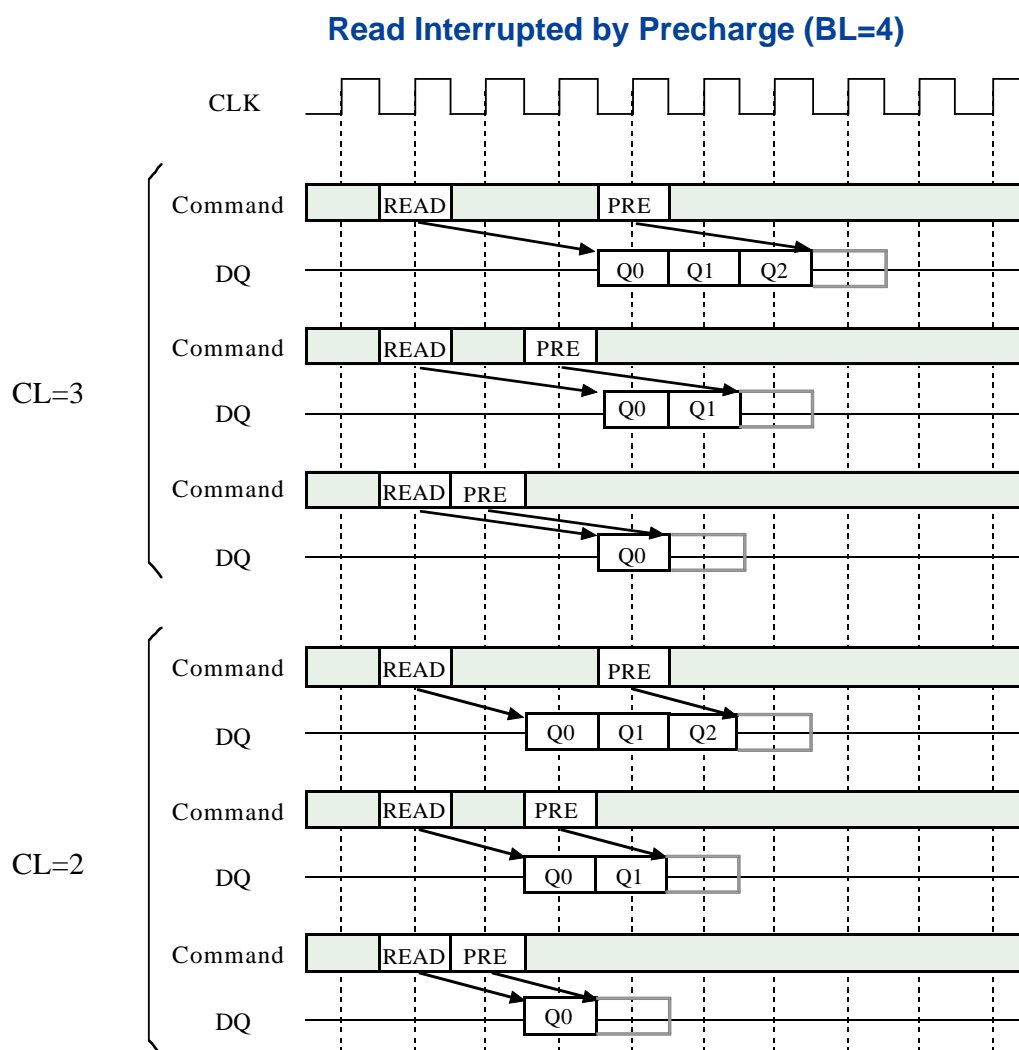 Read Interrupted by Precharge (BL=4)
CLK
Command READ PRE
DQ Q0 Q1 Q2
Command READ PRE
CL=3
DQ Q0 Q1
Command READ PRE
DQ Q0
Command READ PRE
DQ Q0 Q1 Q2
Command READ PRE
CL=2
DQ Q0 Q1
Command READ PRE
DQ Q0